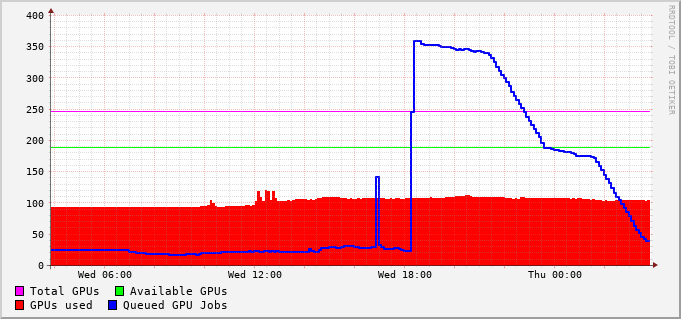 400
350
300
250
200
150
100
50
0
Wed 06:00 Wed 12:00 Wed 18:00 Thu 00:00
Total GPUs Available GPUs
GPUs used Queued GPU Jobs
RRDTOOL / TOBI OETIKER